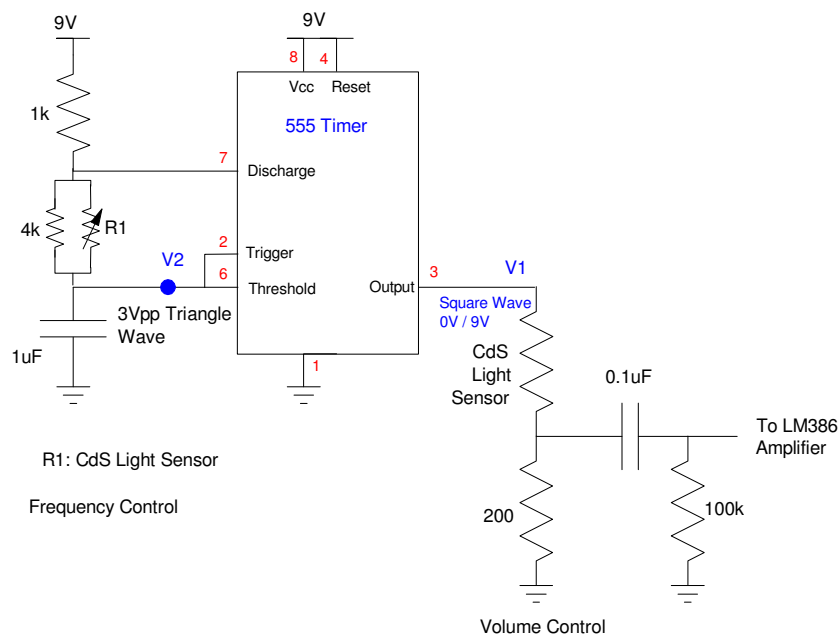 9V
9V
8
4
Vcc
Reset
1k
555 Timer
7
Discharge
4k
R1
2
Trigger
V2
6
Threshold
Output
3
V1
3Vpp Triangle
Wave
Square Wave
0V / 9V
1uF
1
CdS
Light
Sensor
0.1uF
To LM386
Amplifier
R1: CdS Light Sensor
Frequency Control
200
100k
Volume Control